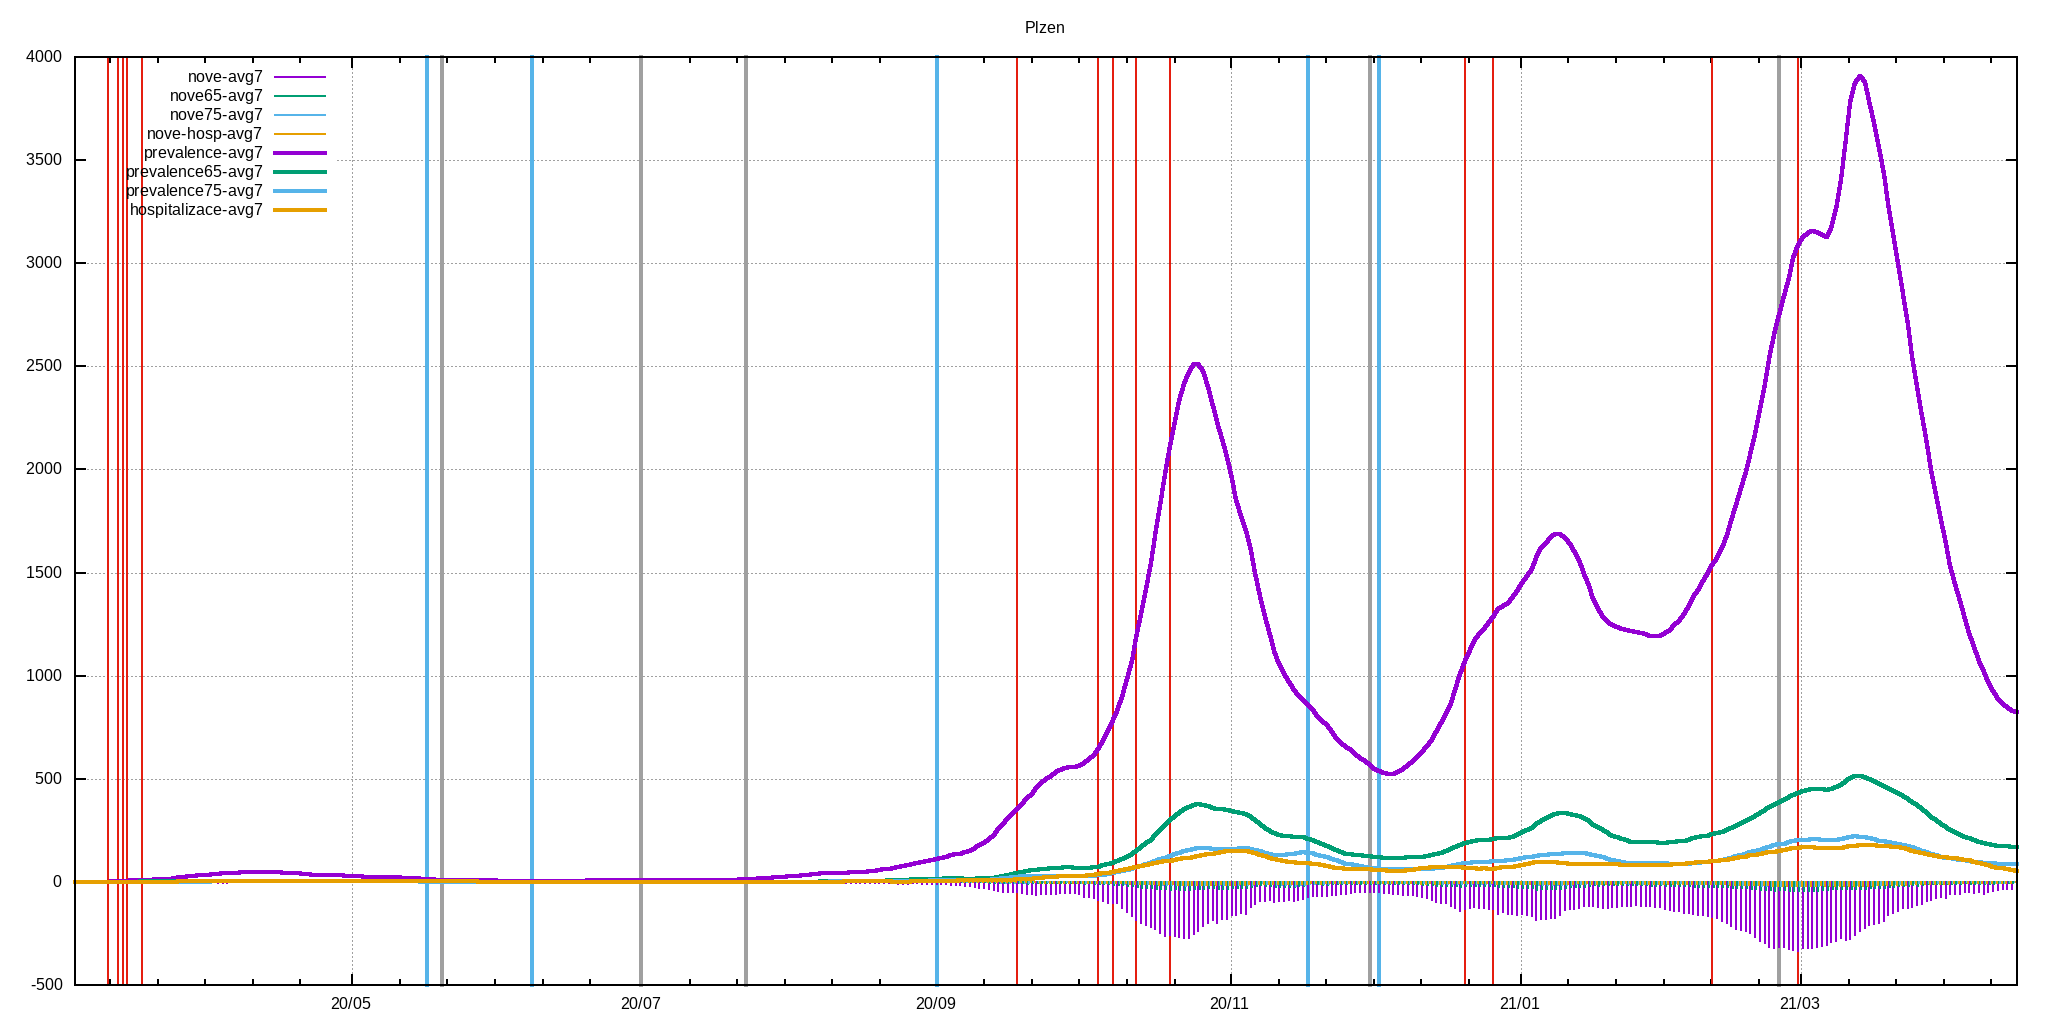 Plzen
4000
3500
3000
2500
2000
1500
1000
500
0
-500
nove-avg7
nove65-avg7
nove75-avg7
nove-hosp-avg7
prevalence-avg7
prevalence65-avg7
prevalence75-avg7
hospitalizace-avg7
20/05
20/07
20/09
20/11
21/01
21/03